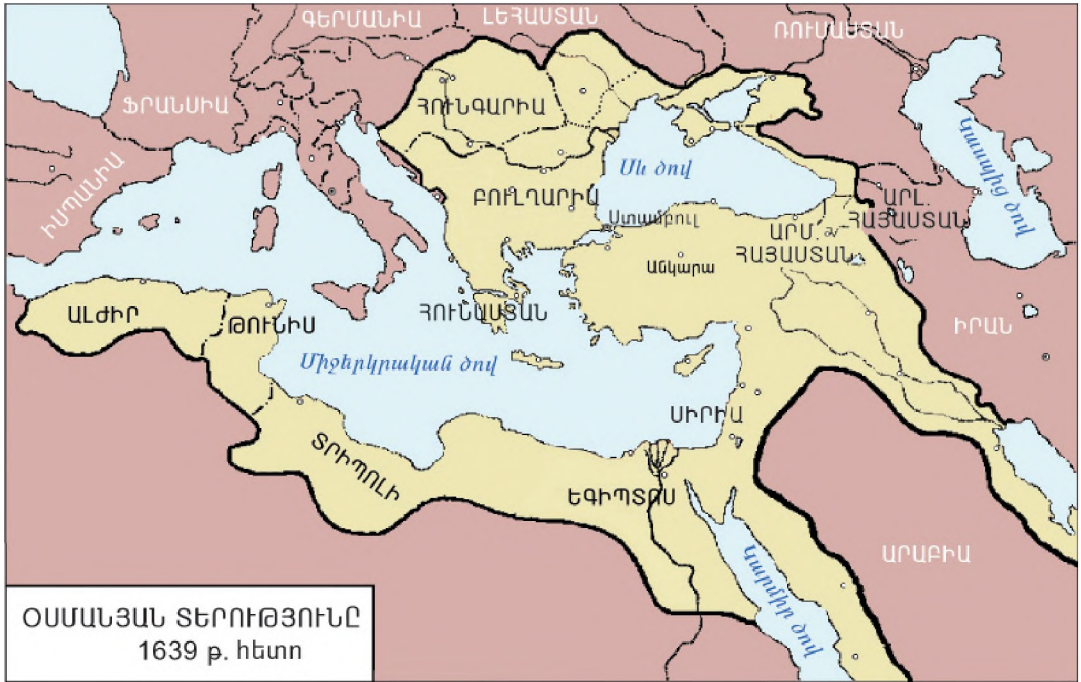 ԳԵՐՄԱՆԻԱ
ԼԵՀԱՍՏԱՆ
ՌՈՒՍԱՍՏԱՆ
ՖՐԱՆՍԻԱ
ՀՈՒՆԳԱՐԻԱ
ԻՍՊԱՆԻԱ
Կասպից ծով
Սև ծով
ԲՈՒԼՂԱՐԻԱ
Ստամբուլ
ԱՐԼ.
ՀԱՅԱՍՏԱՆ
ԱՐՄ.
ՀԱՅԱՍՏԱՆ
Անկարա
ԱԼԺԻՐ
ԹՈՒՆԻՍ
ՀՈՒՆԱՍՏԱՆ
ԻՐԱՆ
Միջերկրական ծով
ՍԻՐԻԱ
ՏՐԻՊՈԼԻ
ԵԳԻՊՏՈՍ
ԱՐԱԲԻԱ
Կարմիր ծով
ՕՍՄԱՆՅԱՆ ՏԵՐՈՒԹՅՈՒՆԸ
1639 թ. հետո